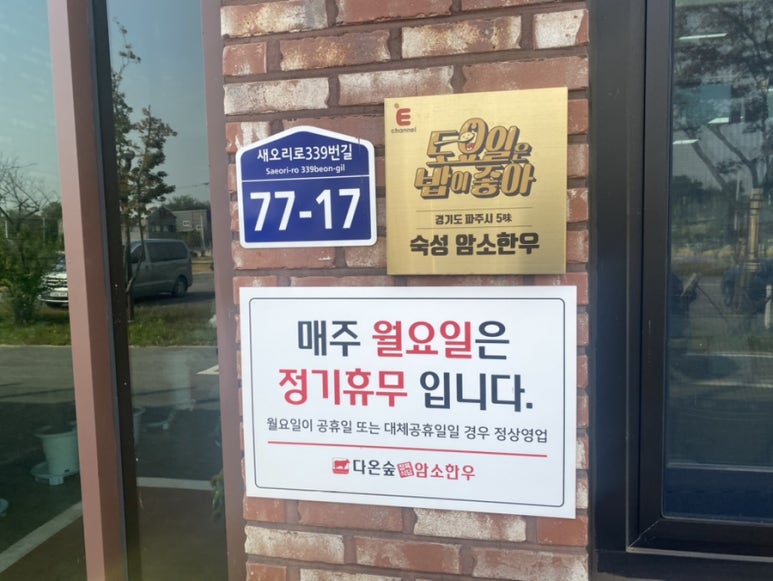 새오리로339번길
Saeori-ro 339beon-gil
77-17
E
channel
토요일은
밥이 좋아
경기도 파주시 5味
숙성 암소한우
매주 월요일은
정기휴무 입니다.
월요일이 공휴일 또는 대체공휴일일 경우 정상영업
다온숲 암소한우